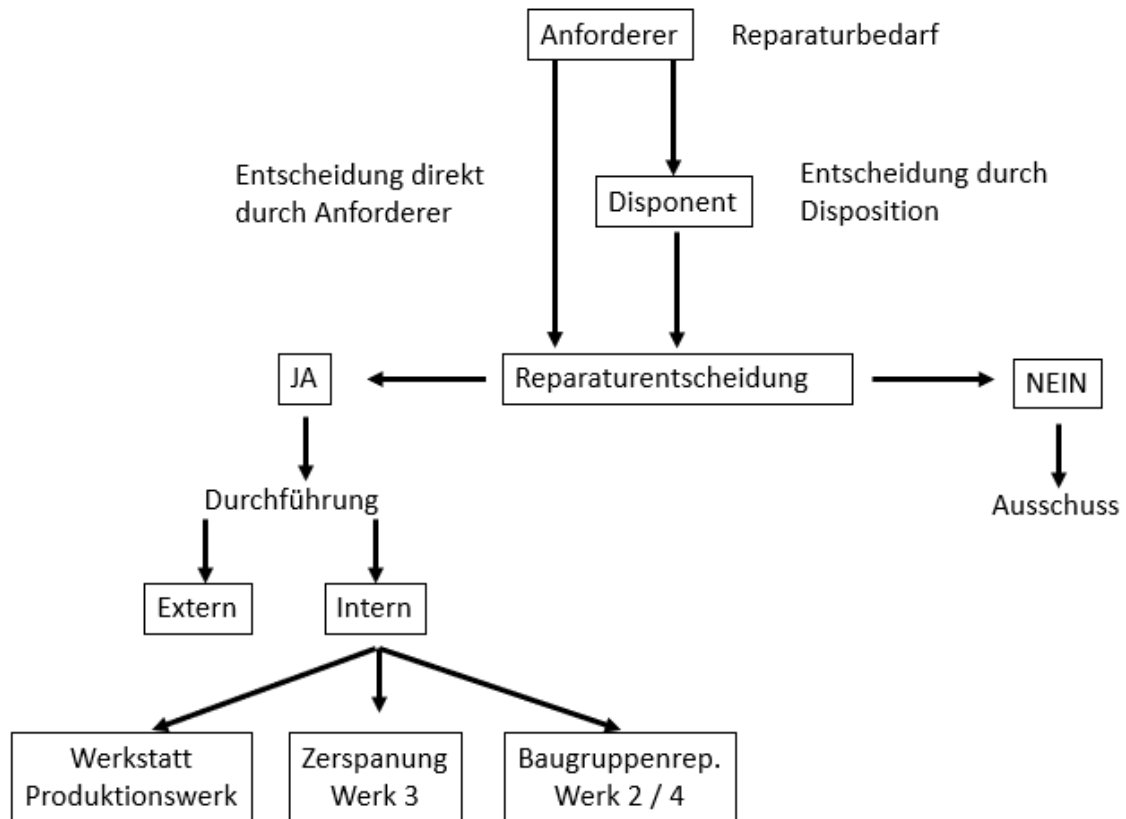 Anforderer
Reparaturbedarf
Entscheidung direkt
durch Anforderer
Disponent
Entscheidung durch
Disposition
JA
Reparaturentscheidung
NEIN
Durchführung
Ausschuss
Extern
Intern
Werkstatt
Produktionswerk
Zerspanung
Werk 3
Baugruppenrep.
Werk 2 / 4